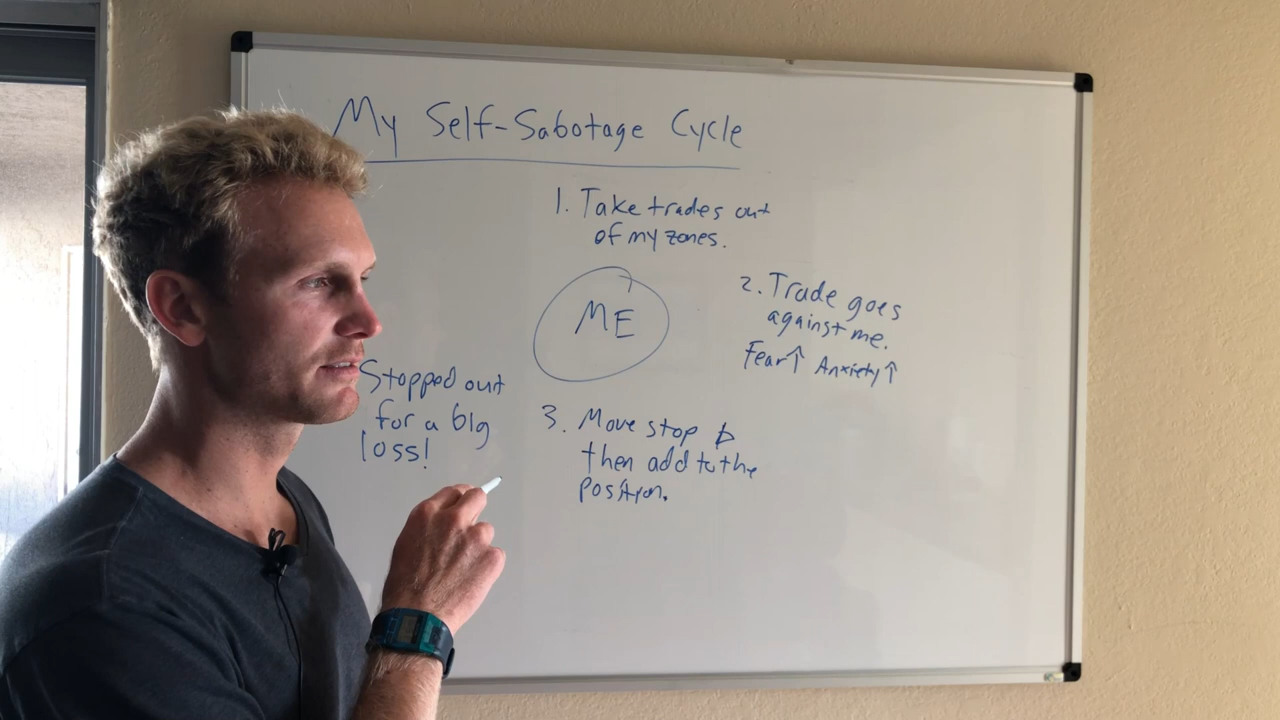 My Self-Sabotage Cycle
1. Take trades out
of my zones.
ME
2. Trade goes
against me.
Fear↑ Anxiety↑
3. Move stop &
then add to the
position.
Stopped out
for a big
loss!